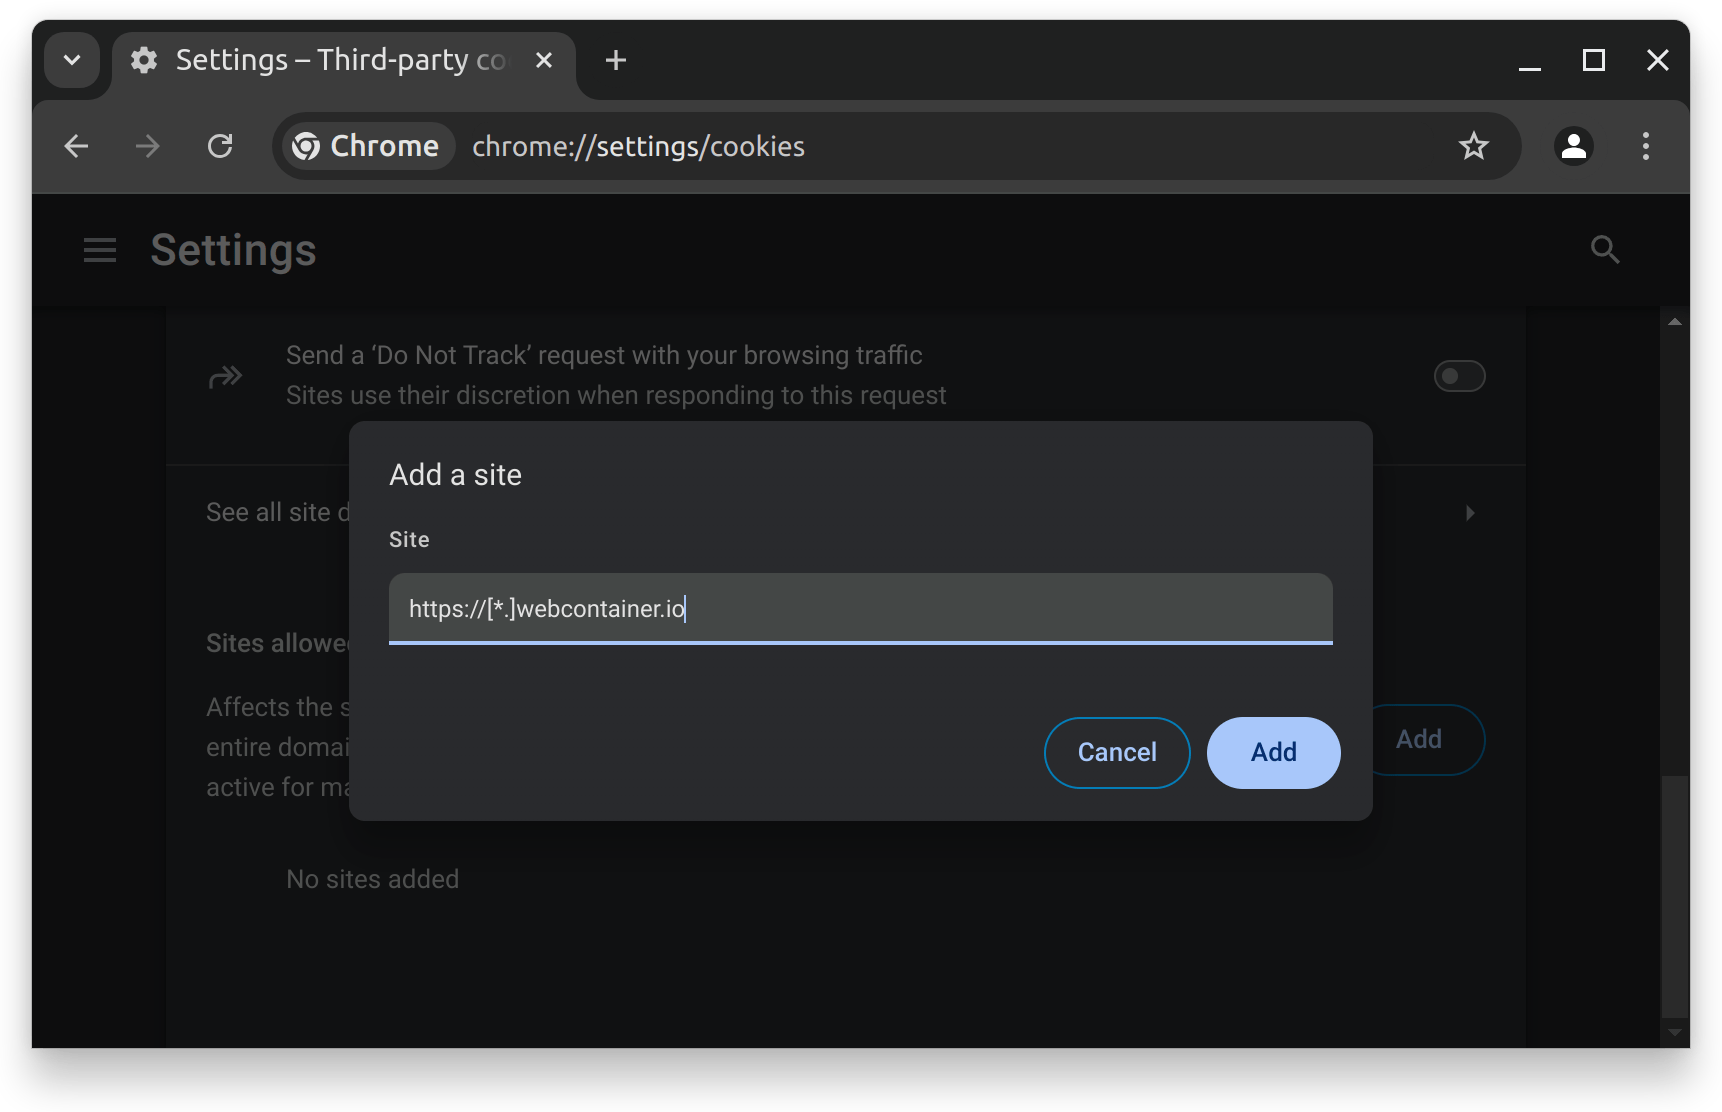 Settings – Third-party co
Chrome
chrome://settings/cookies
Settings
Send a ‘Do Not Track’ request with your browsing traffic
Sites use their discretion when responding to this request
Add a site
See all site d
Site
https://[*.]webcontainer.io
Sites allowe
Affects the s
entire domai
active for ma
Cancel
Add
Add
No sites added